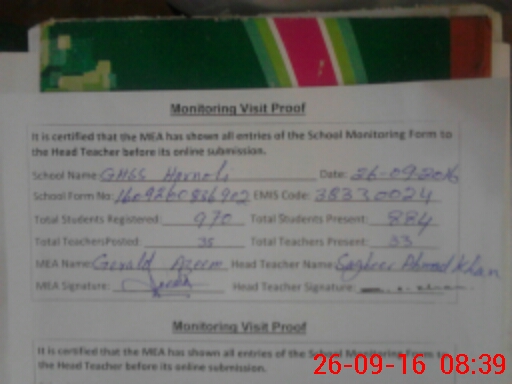 Monitoring Visit Proof
It is certified that the MEA has shown all entries of the School Monitoring Form to
the Head Teacher before its online submission.
School Name: GHSS Harnoli Date: 26-09-2016
School Form No: EMIS Code: 38330024
Total Students Registered: 970 Total Students Present: 884
Total TeachersPosted: 35 Total Teachers Present: 33
MEA Name: Gerald Azeem Head Teacher Name: Sagheer Ahmad Khan
MEA Signature: Head Teacher Signature:
Monitoring Visit Proof
It is certified that the MEA has shown all entries of the School Monitoring Form to
the Head Teacher before its online submission.
26-09-16 08:39